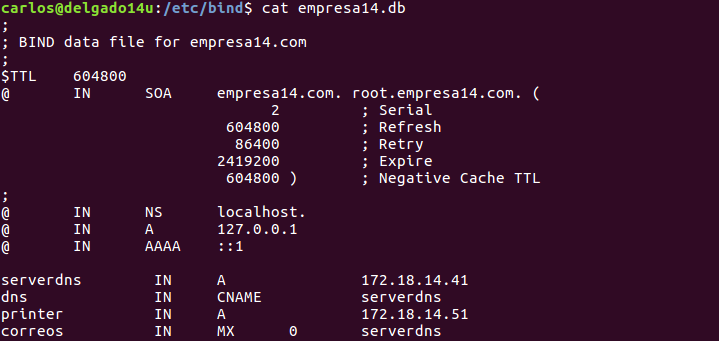 carlos@delgado14u:/etc/bind$ cat empresa14.db
;
; BIND data file for empresa14.com
;
$TTL    604800
@       IN      SOA     empresa14.com. root.empresa14.com. (
                              2         ; Serial
                         604800         ; Refresh
                          86400         ; Retry
                        2419200         ; Expire
                         604800 )       ; Negative Cache TTL
;
@       IN      NS      localhost.
@       IN      A       127.0.0.1
@       IN      AAAA    ::1

serverdns        IN     A               172.18.14.41
dns              IN     CNAME           serverdns
printer          IN     A               172.18.14.51
correos          IN     MX      0       serverdns